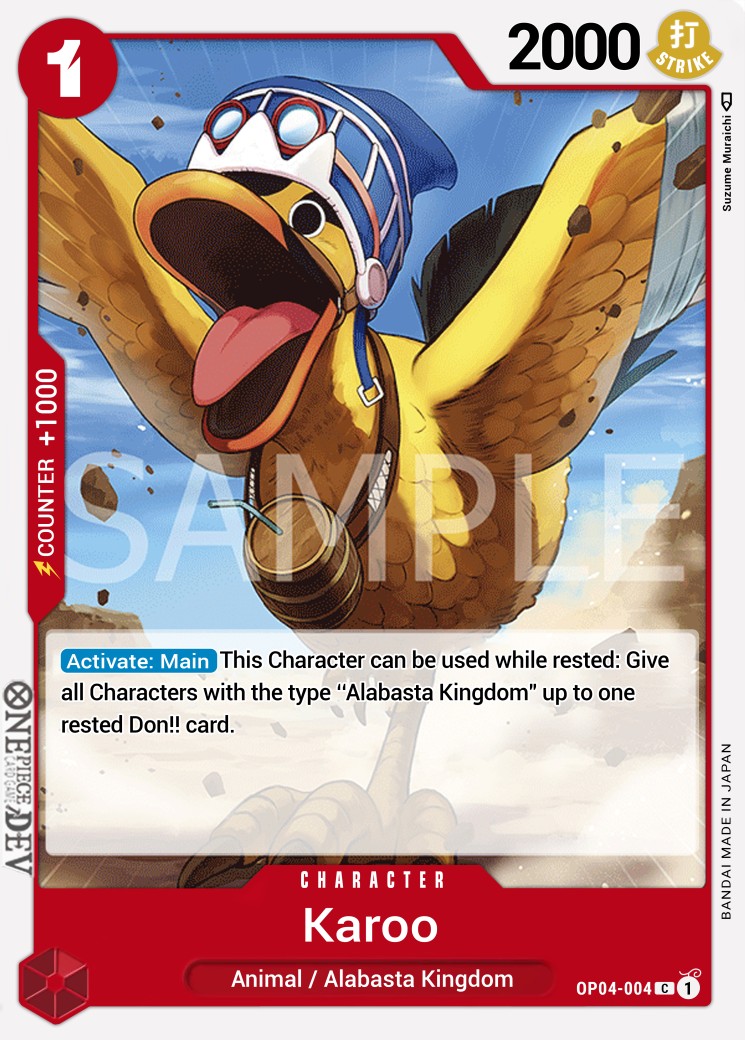 1
2000
打
STRIKE
Suzume Muraichi
COUNTER +1000
SAMPLE
Activate: Main This Character can be used while rested: Give
all Characters with the type “Alabasta Kingdom” up to one
rested Don!! card.
ONE PIECE
CARD GAME
DEV
BANDAI MADE IN JAPAN
CHARACTER
Karoo
Animal / Alabasta Kingdom
OP04-004 C 1